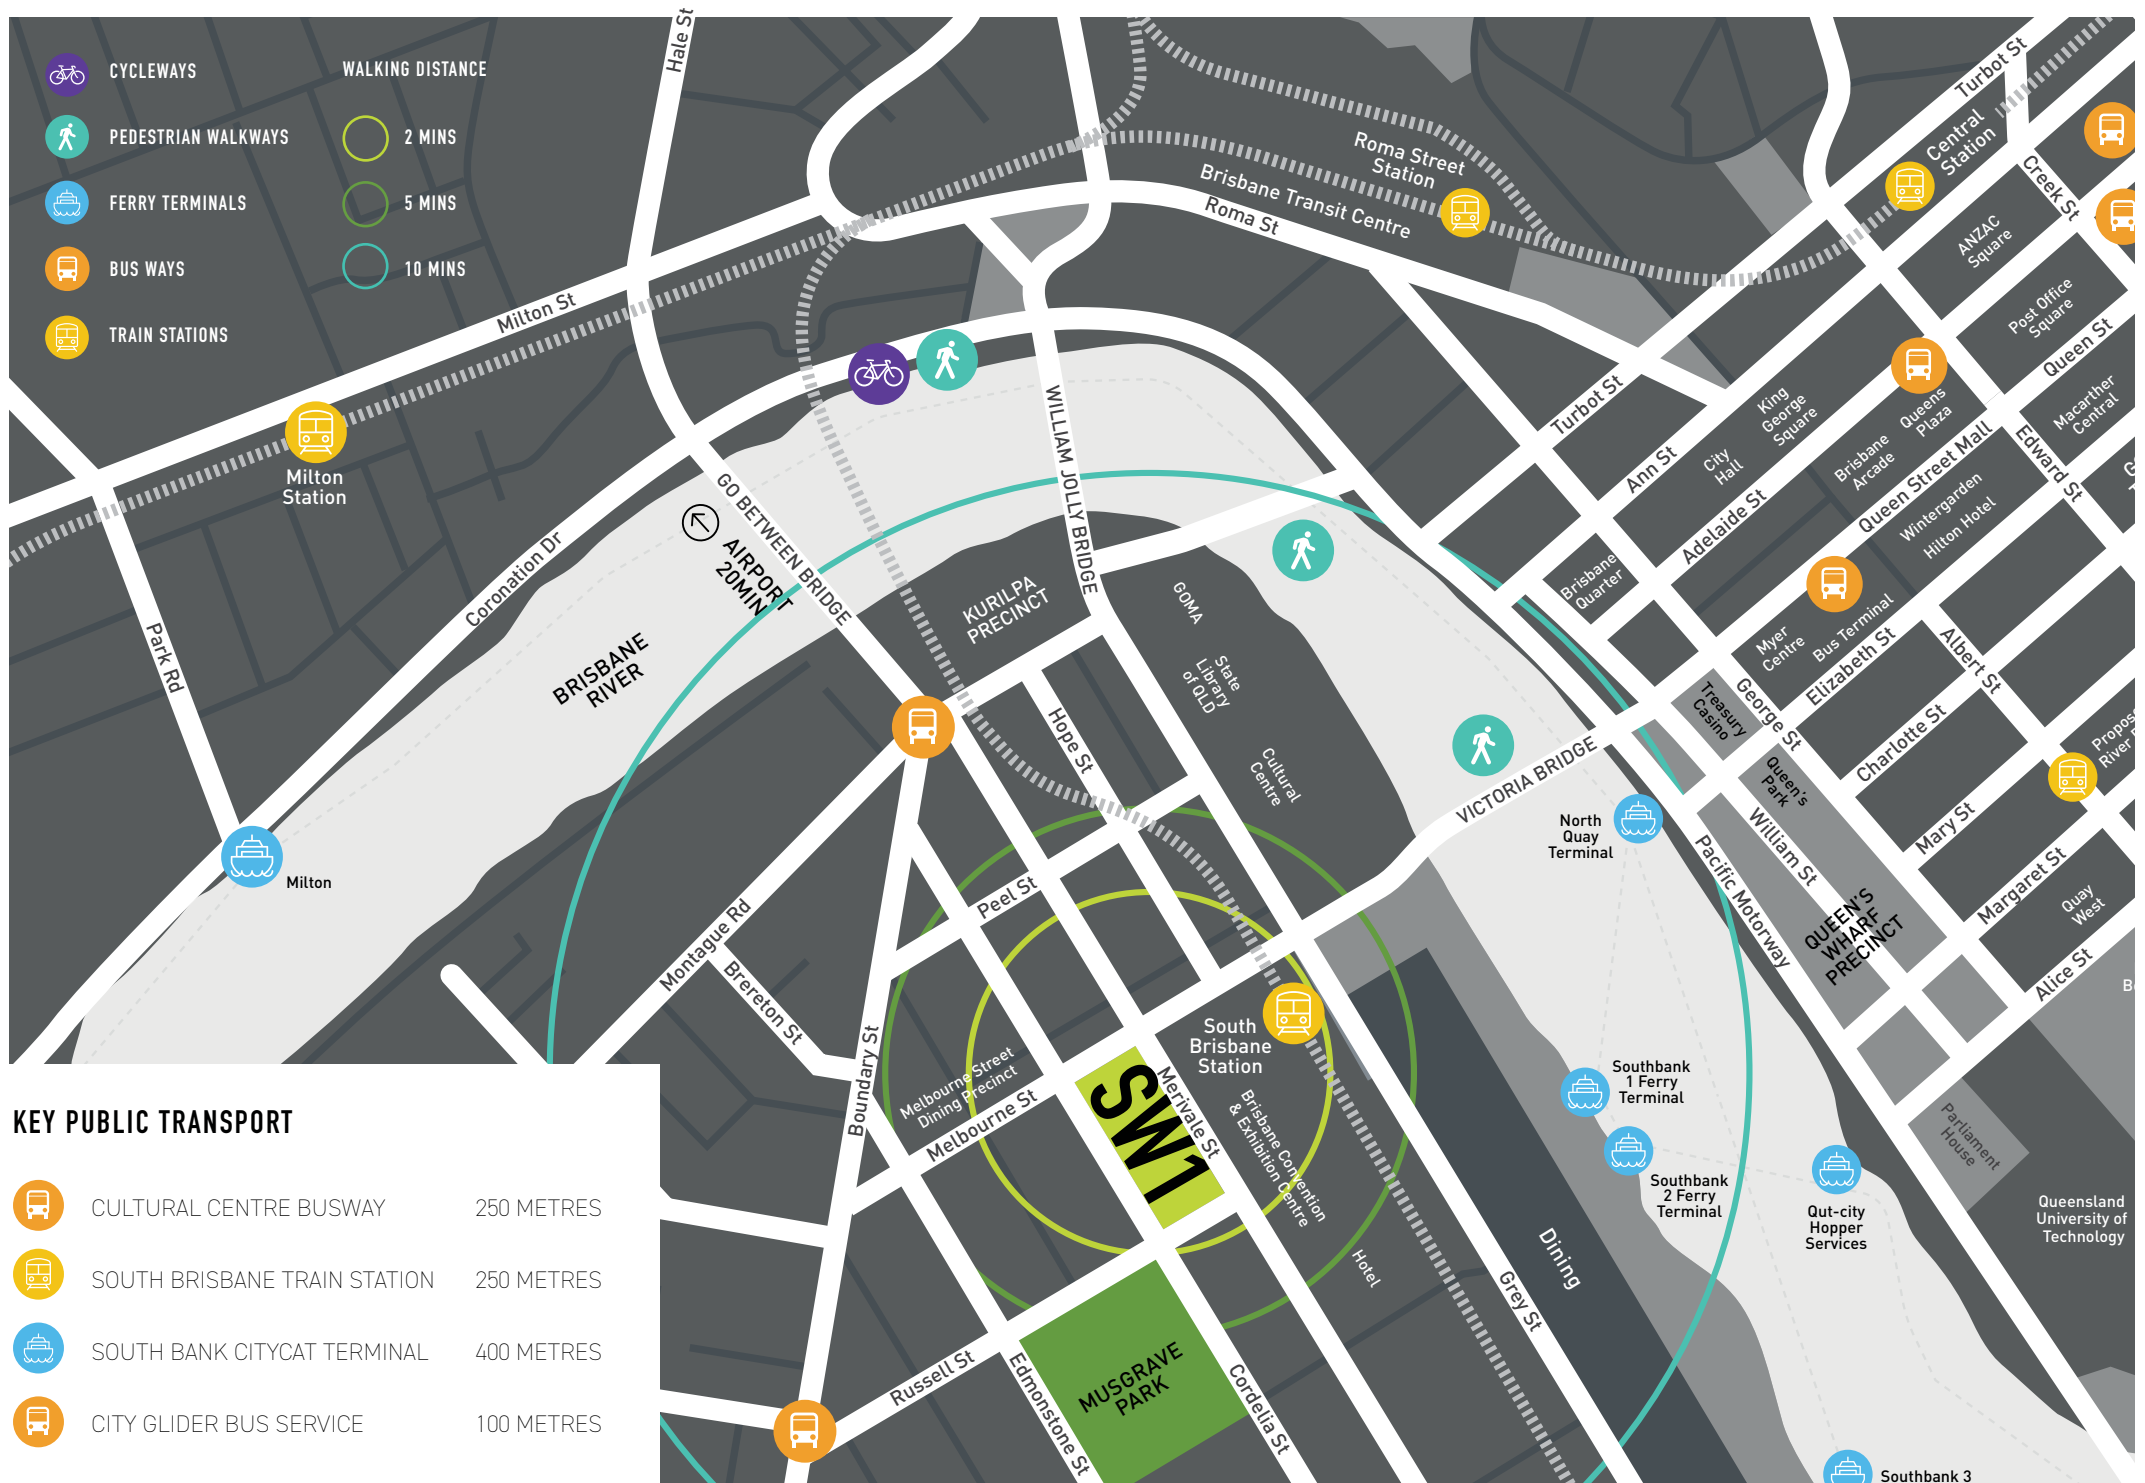 CYCLEWAYS
PEDESTRIAN WALKWAYS
FERRY TERMINALS
BUS WAYS
TRAIN STATIONS
WALKING DISTANCE
2 MINS
5 MINS
10 MINS
Hale St
Milton St
Milton
Station
Park Rd
Coronation Dr
Milton
BRISBANE
RIVER
AIRPORT
20MIN
GO BETWEEN BRIDGE
WILLIAM JOLLY BRIDGE
KURILPA
PRECINCT
Roma Street
Station
Brisbane Transit Centre
Roma St
Turbot St
Central
Station
Creek St
ANZAC
Square
Post Office
Square
Queen St
Macarther
Central
Edward St
Turbot St
Ann St
King
George
Square
City
Hall
Adelaide St
Queens
Plaza
Brisbane
Arcade
Queen Street Mall
Wintergarden
Hilton Hotel
Brisbane
Quarter
Myer
Centre
Bus Terminal
Elizabeth St
Albert St
Treasury
Casino
George St
Charlotte St
Queen's
Park
William St
Mary St
Margaret St
Quay
West
Alice St
Pacific Motorway
QUEEN'S
WHARF
PRECINCT
Parliament
House
Queensland
University of
Technology
GOMA
State
Library
of QLD
Cultural
Centre
Hope St
VICTORIA BRIDGE
North
Quay
Terminal
Peel St
Montague Rd
Brereton St
Boundary St
Melbourne Street
Dining Precinct
Melbourne St
SW1
Merivale St
South
Brisbane
Station
Brisbane Convention
& Exhibition Centre
Hotel
Grey St
Dining
Southbank
1 Ferry
Terminal
Southbank
2 Ferry
Terminal
Qut-city
Hopper
Services
Southbank 3
Russell St
Edmonstone St
MUSGRAVE
PARK
Cordelia St
KEY PUBLIC TRANSPORT
CULTURAL CENTRE BUSWAY 250 METRES
SOUTH BRISBANE TRAIN STATION 250 METRES
SOUTH BANK CITYCAT TERMINAL 400 METRES
CITY GLIDER BUS SERVICE 100 METRES